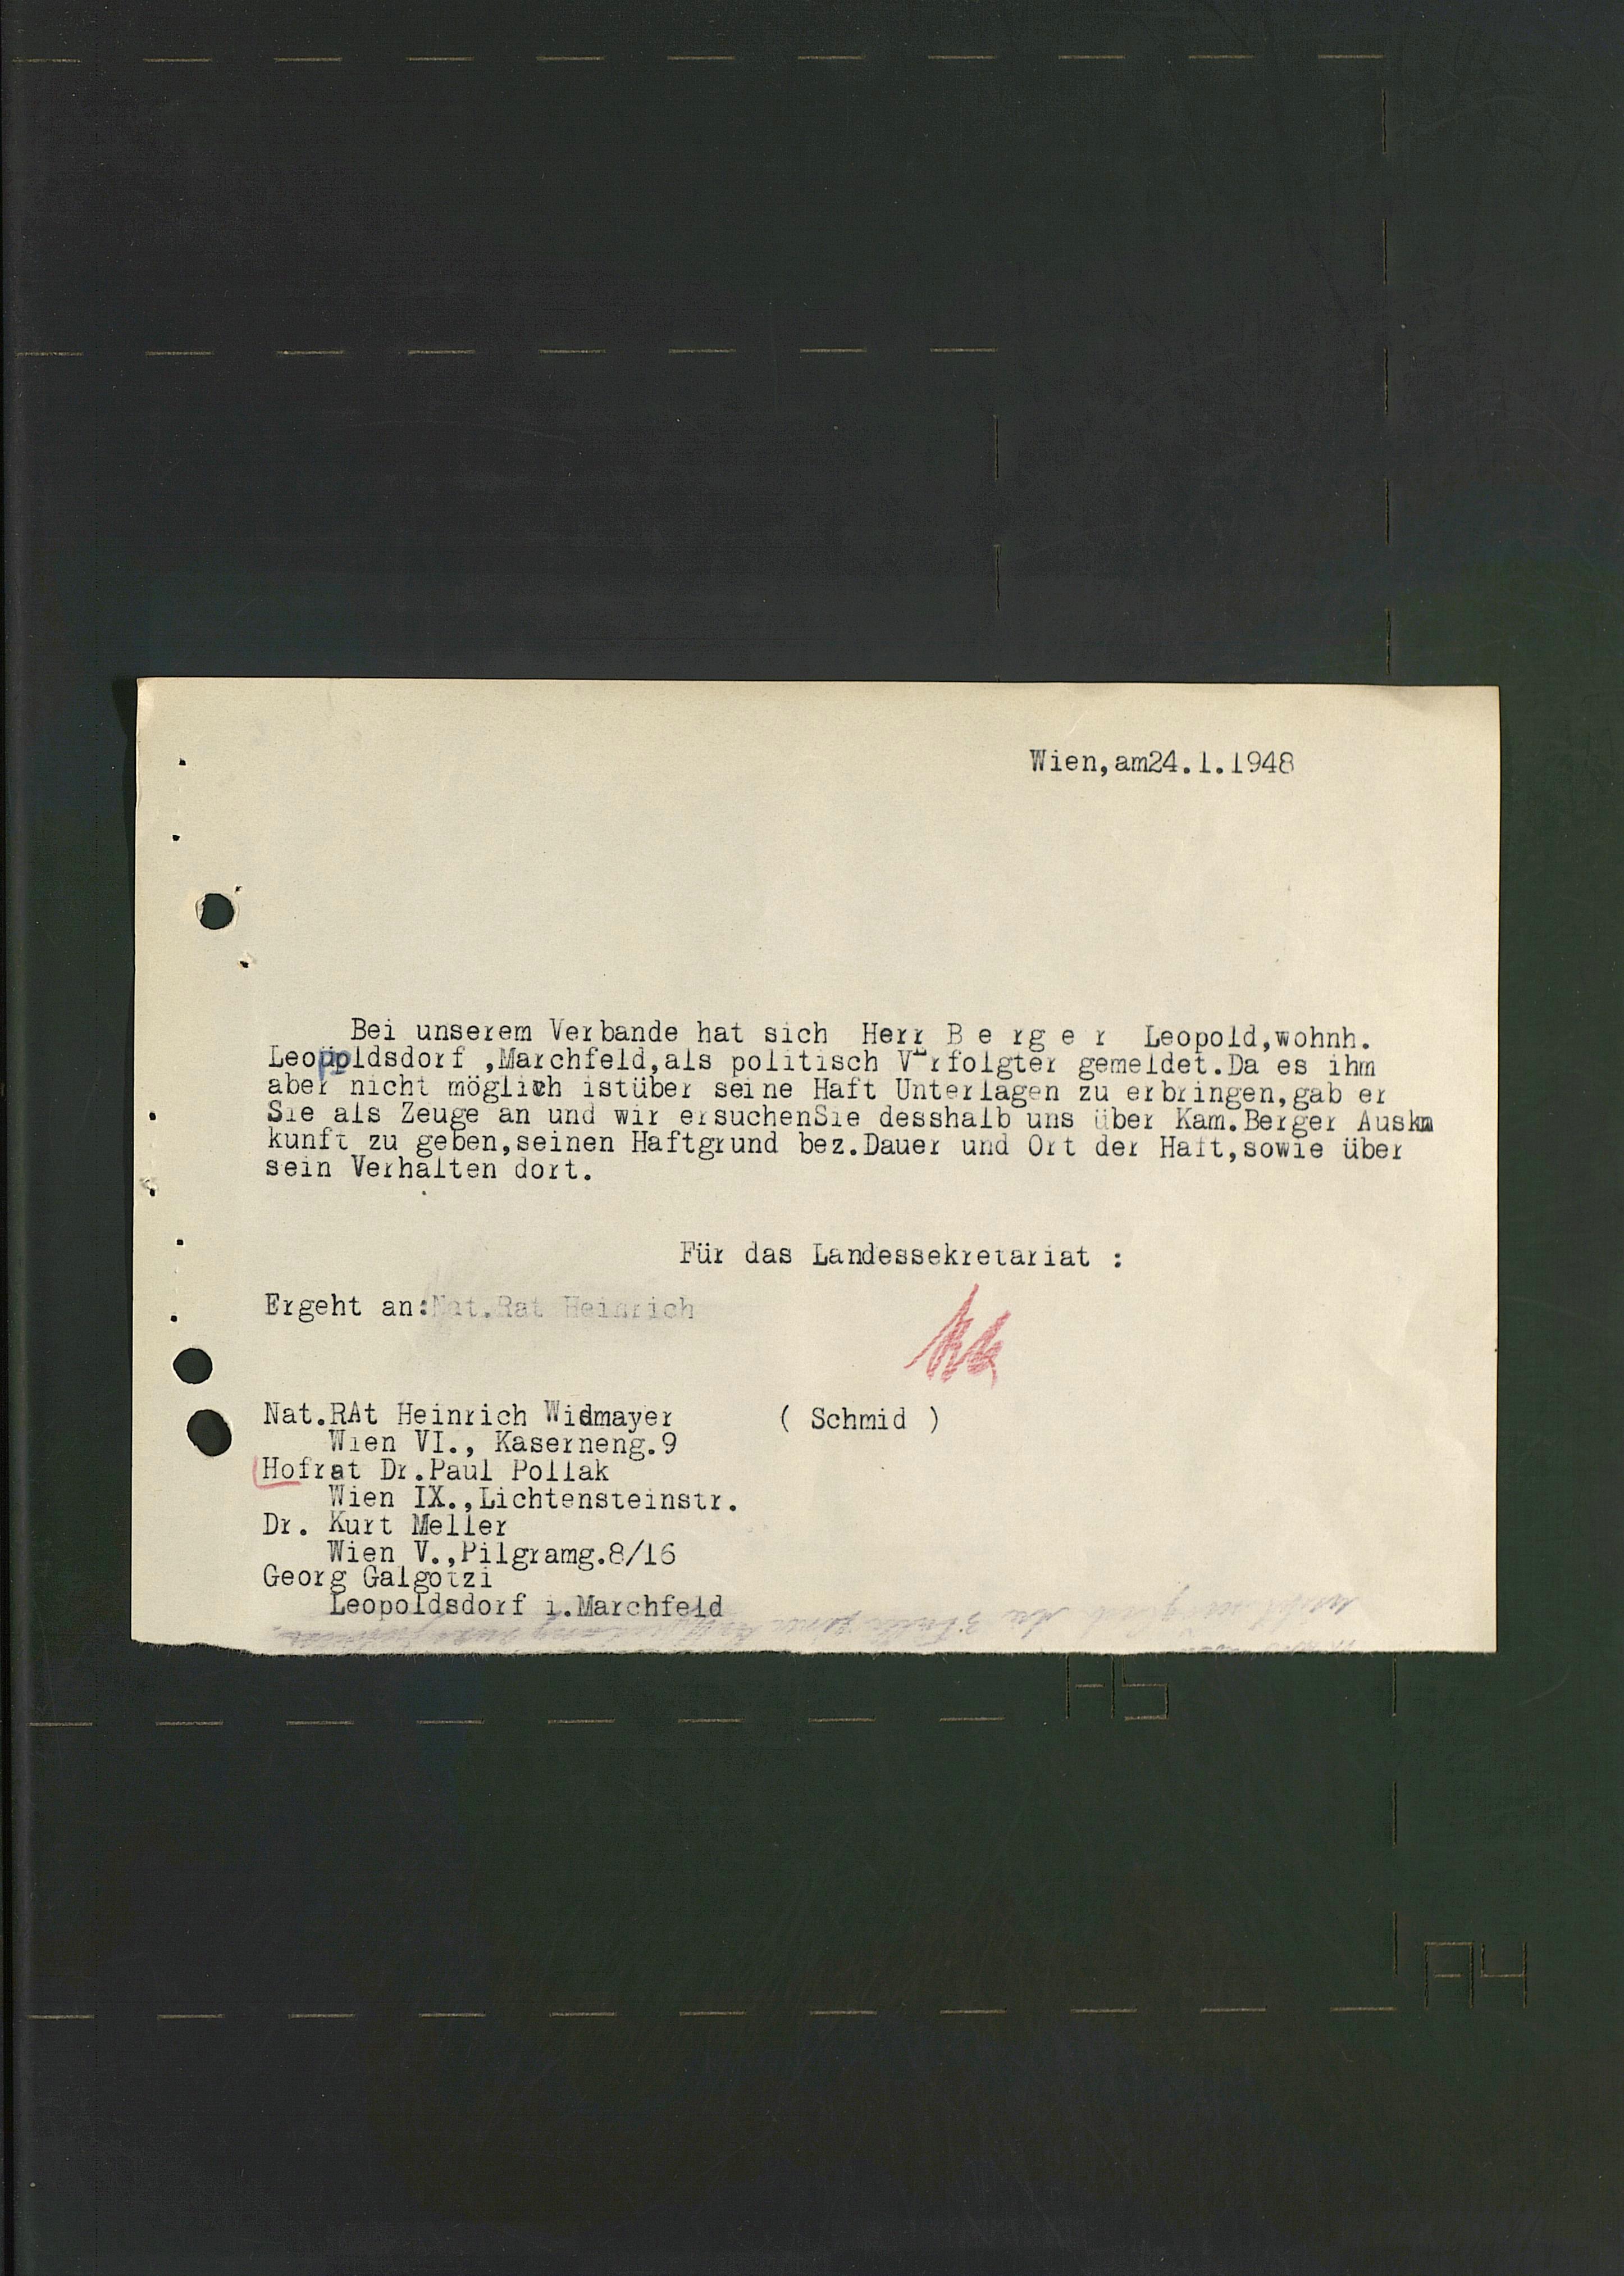 Wien,am24.1.1948
Bei unserem Verbande hat sich Herr B e r g e r Leopold,wohnh.
Leopoldsdorf ,Marchfeld,als politisch Verfolgter gemeldet.Da es ihm
aber nicht möglich istüber seine Haft Unterlagen zu erbringen,gab er
Sie als Zeuge an und wir ersuchenSie desshalb uns über Kam.Berger Ausk
kunft zu geben,seinen Haftgrund bez.Dauer und Ort der Haft,sowie über
sein Verhalten dort.
Für das Landessekretariat :
Ergeht an:Nat.Rat Heinrich
Nat.RAt Heinrich Widmayer
( Schmid )
Wien VI., Kaserneng.9
Hofrat Dr.Paul Pollak
Wien IX.,Lichtensteinstr.
Dr. Kurt Meller
Wien V.,Pilgramg.8/16
Georg Galgotzi
Leopoldsdorf i.Marchfeld
A5
A4